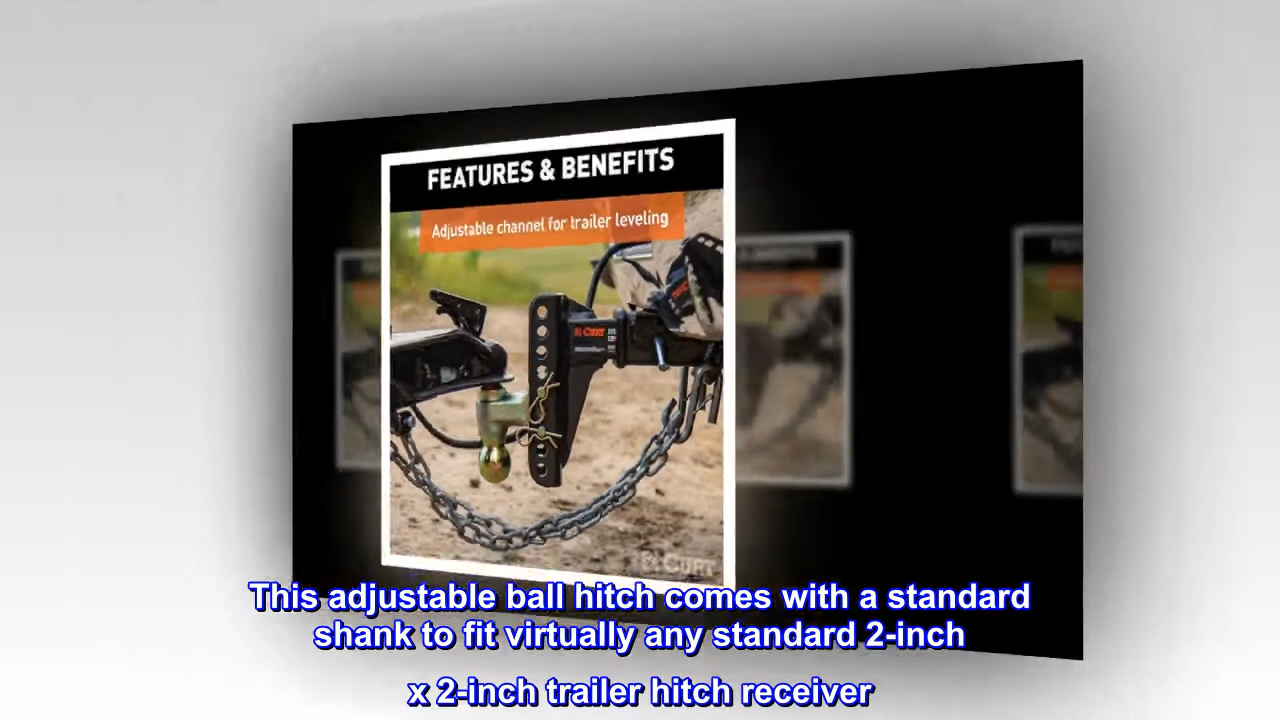 FEATURES & BENEFITS
Adjustable channel for trailer leveling
CURT
CURT
This adjustable ball hitch comes with a standard
shank to fit virtually any standard 2-inch
x 2-inch trailer hitch receiver